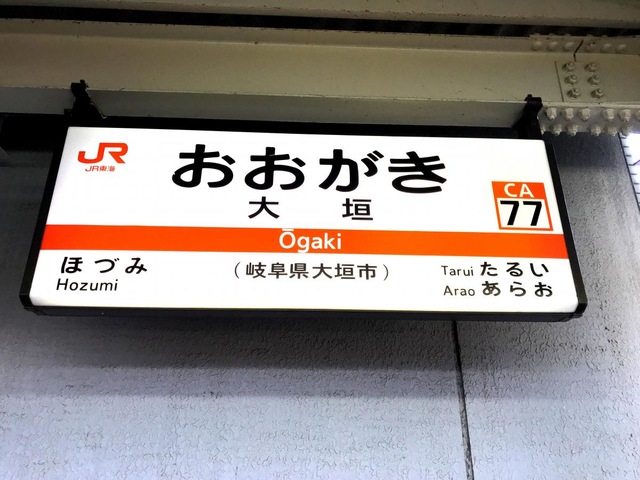 JR
JR東海
おおがき
大垣
CA
77
Ōgaki
ほづみ
Hozumi
（岐阜県大垣市）
Tarui たるい
Arao あらお